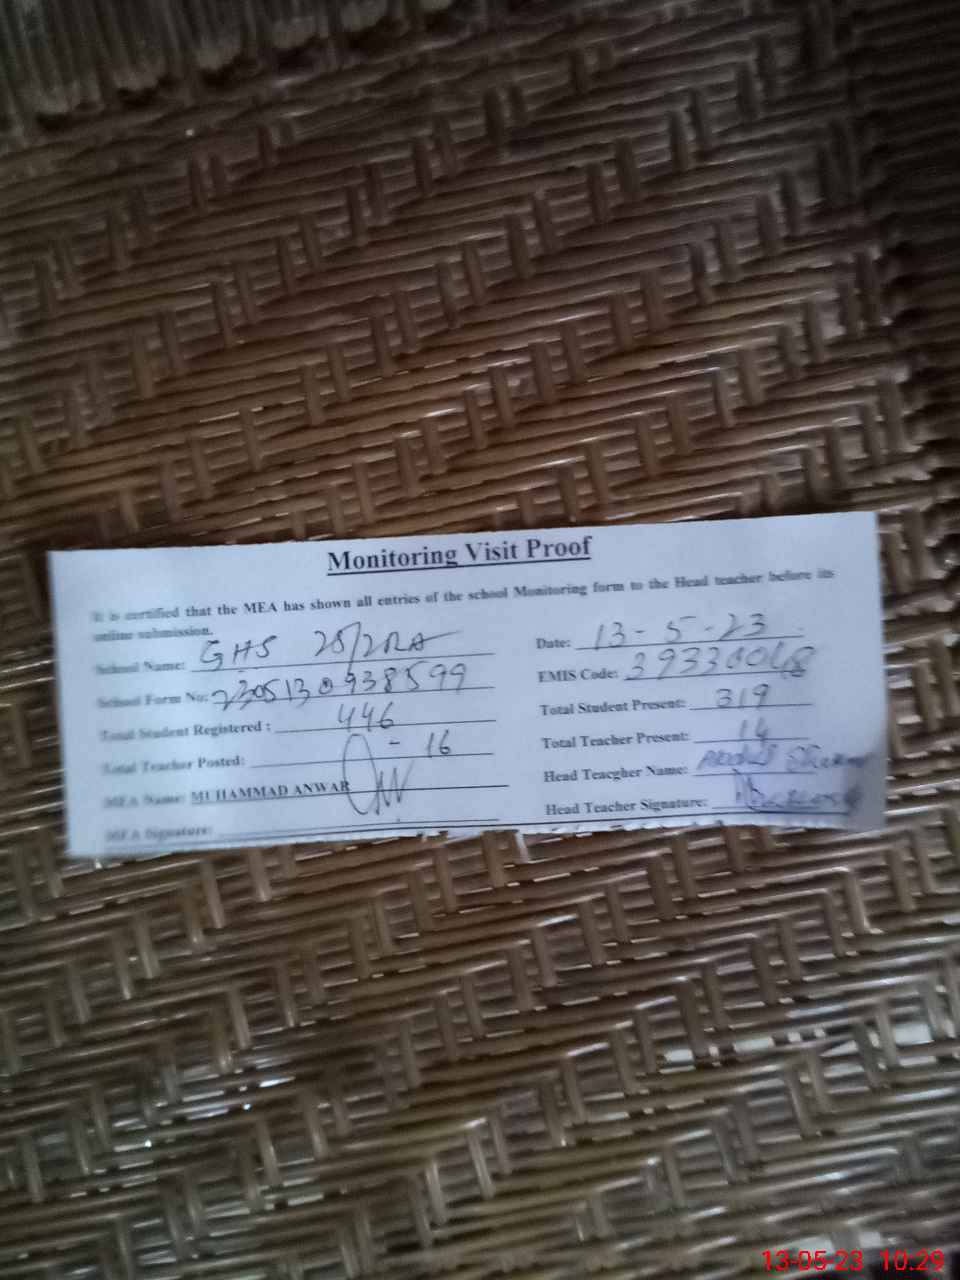 Monitoring Visit Proof
It is certified that the MEA has shown all entries of the school Monitoring form to the Head teacher before its
online submission.
School Name: GHS 25/2RA Date: 13-5-23
School Form No: 230513 0938599 EMIS Code: 39330048
Total Student Registered : 446 Total Student Present: 319
Total Teacher Posted: - 16 Total Teacher Present: 14
MEA Name: MUHAMMAD ANWAR Head Teacgher Name:
MEA Signature: Head Teacher Signature:
13-05-23 10:29